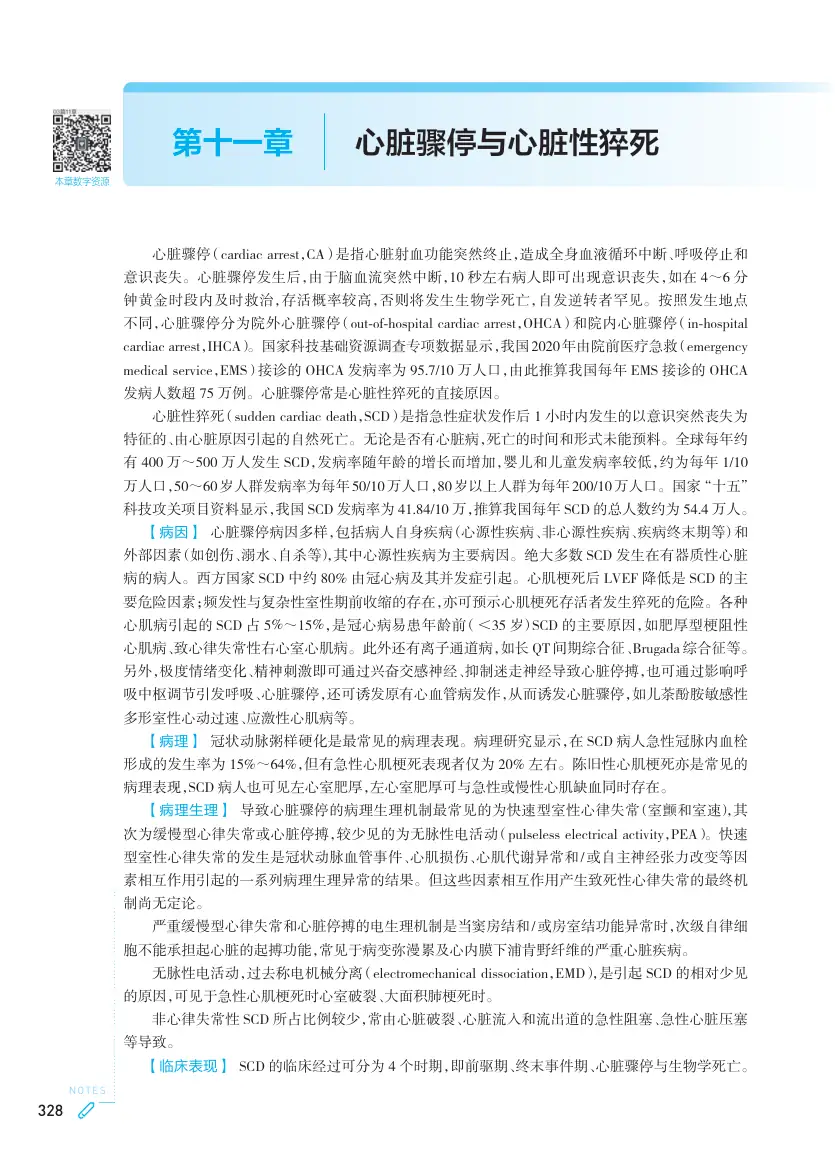 本章数字资源
第十一章
心脏骤停与心脏性猝死
心脏骤停（cardiac arrest,CA）是指心脏射血功能突然终止,造成全身血液循环中断、呼吸停止和
意识丧失。心脏骤停发生后,由于脑血流突然中断,10 秒左右病人即可出现意识丧失,如在 4～6 分
钟黄金时段内及时救治,存活概率较高,否则将发生生物学死亡,自发逆转者罕见。按照发生地点
不同,心脏骤停分为院外心脏骤停（out-of-hospital cardiac arrest,OHCA）和院内心脏骤停（in-hospital
cardiac arrest,IHCA）。国家科技基础资源调查专项数据显示,我国2020年由院前医疗急救（emergency
medical service,EMS）接诊的 OHCA 发病率为 95.7/10 万人口,由此推算我国每年 EMS 接诊的 OHCA
发病人数超 75 万例。心脏骤停常是心脏性猝死的直接原因。
心脏性猝死（sudden cardiac death,SCD）是指急性症状发作后 1 小时内发生的以意识突然丧失为
特征的、由心脏原因引起的自然死亡。无论是否有心脏病,死亡的时间和形式未能预料。全球每年约
有 400 万～500 万人发生 SCD,发病率随年龄的增长而增加,婴儿和儿童发病率较低,约为每年 1/10
万人口,50～60岁人群发病率为每年50/10万人口,80岁以上人群为每年200/10万人口。国家“十五”
科技攻关项目资料显示,我国 SCD 发病率为 41.84/10 万,推算我国每年 SCD 的总人数约为 54.4 万人。
【病因】 心脏骤停病因多样,包括病人自身疾病（心源性疾病、非心源性疾病、疾病终末期等）和
外部因素（如创伤、溺水、自杀等）,其中心源性疾病为主要病因。绝大多数 SCD 发生在有器质性心脏
病的病人。西方国家 SCD 中约 80% 由冠心病及其并发症引起。心肌梗死后 LVEF 降低是 SCD 的主
要危险因素;频发性与复杂性室性期前收缩的存在,亦可预示心肌梗死存活者发生猝死的危险。各种
心肌病引起的 SCD 占 5%～15%,是冠心病易患年龄前（＜35 岁）SCD 的主要原因,如肥厚型梗阻性
心肌病、致心律失常性右心室心肌病。此外还有离子通道病,如长 QT间期综合征、Brugada 综合征等。
另外,极度情绪变化、精神刺激即可通过兴奋交感神经、抑制迷走神经导致心脏停搏,也可通过影响呼
吸中枢调节引发呼吸、心脏骤停,还可诱发原有心血管病发作,从而诱发心脏骤停,如儿茶酚胺敏感性
多形室性心动过速、应激性心肌病等。
【病理】 冠状动脉粥样硬化是最常见的病理表现。病理研究显示,在 SCD 病人急性冠脉内血栓
形成的发生率为 15%～64%,但有急性心肌梗死表现者仅为 20% 左右。陈旧性心肌梗死亦是常见的
病理表现,SCD 病人也可见左心室肥厚,左心室肥厚可与急性或慢性心肌缺血同时存在。
【病理生理】 导致心脏骤停的病理生理机制最常见的为快速型室性心律失常（室颤和室速）,其
次为缓慢型心律失常或心脏停搏,较少见的为无脉性电活动（pulseless electrical activity,PEA）。快速
型室性心律失常的发生是冠状动脉血管事件、心肌损伤、心肌代谢异常和/或自主神经张力改变等因
素相互作用引起的一系列病理生理异常的结果。但这些因素相互作用产生致死性心律失常的最终机
制尚无定论。
严重缓慢型心律失常和心脏停搏的电生理机制是当窦房结和/或房室结功能异常时,次级自律细
胞不能承担起心脏的起搏功能,常见于病变弥漫累及心内膜下浦肯野纤维的严重心脏疾病。
无脉性电活动,过去称电机械分离（electromechanical dissociation,EMD）,是引起 SCD 的相对少见
的原因,可见于急性心肌梗死时心室破裂、大面积肺梗死时。
非心律失常性 SCD 所占比例较少,常由心脏破裂、心脏流入和流出道的急性阻塞、急性心脏压塞
等导致。
【临床表现】 SCD 的临床经过可分为 4 个时期,即前驱期、终末事件期、心脏骤停与生物学死亡。
NOTES
328